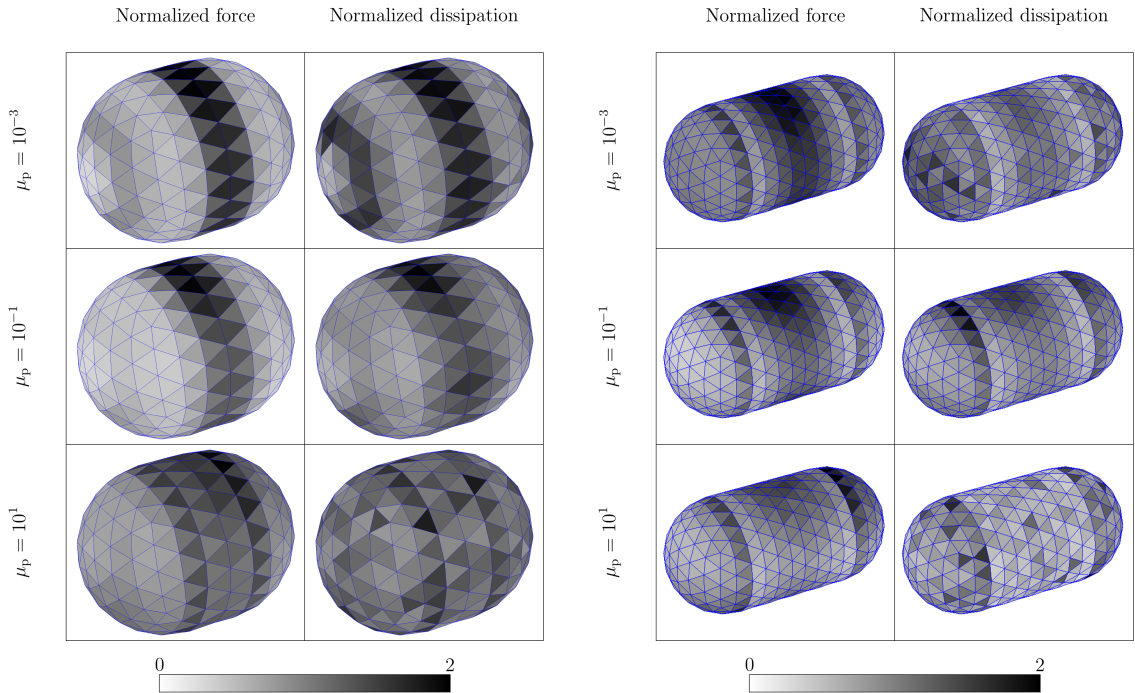 Normalized force Normalized dissipation Normalized force Normalized dissipation
μp = 10⁻³ μp = 10⁻³
μp = 10⁻¹ μp = 10⁻¹
μp = 10¹ μp = 10¹
0 2 0 2